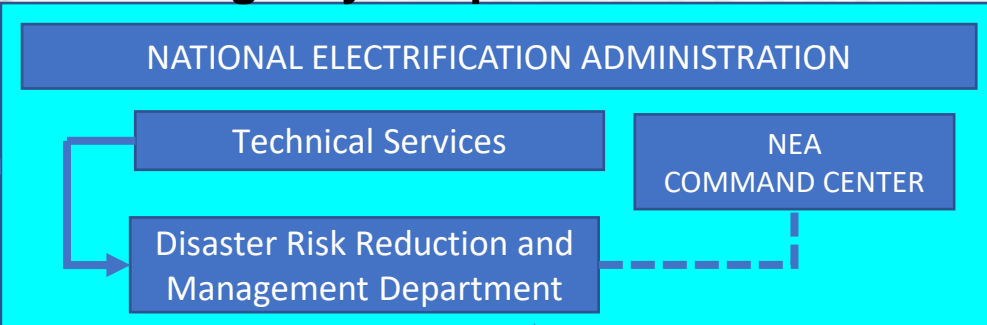 NATIONAL ELECTRIFICATION ADMINISTRATION
Technical Services
NEA
COMMAND CENTER
Disaster Risk Reduction and
Management Department